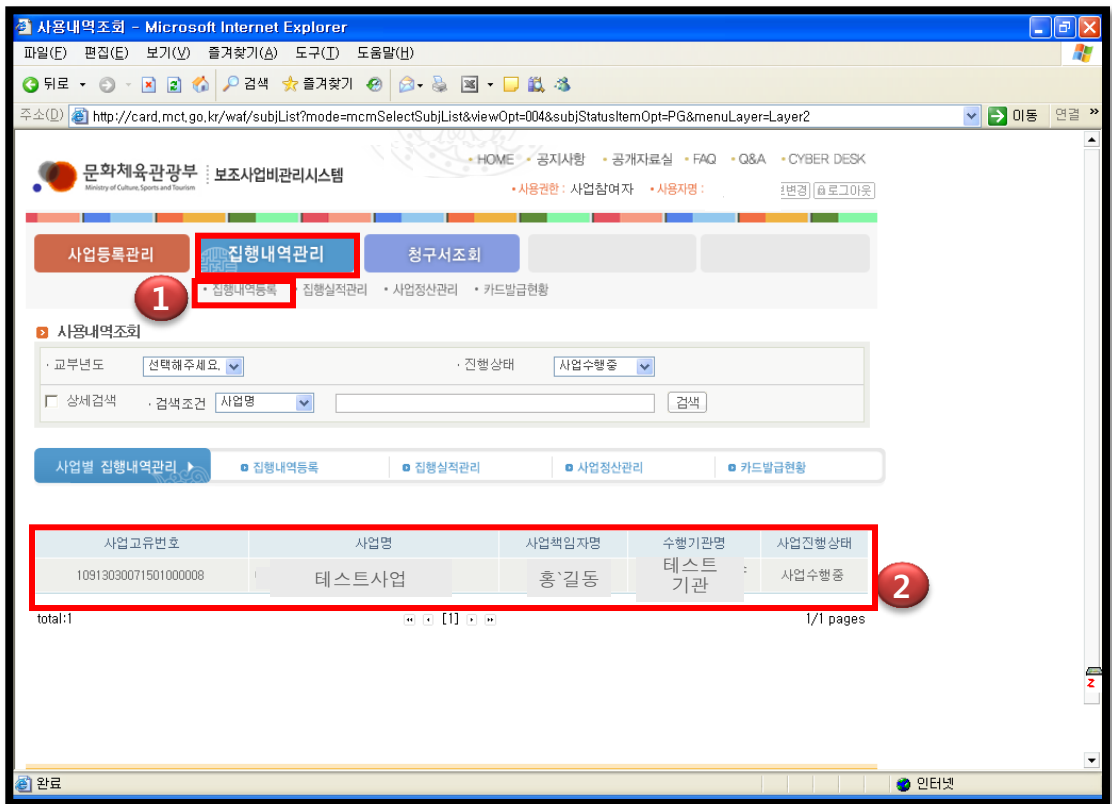 사용내역조회 - Microsoft Internet Explorer
파일(F) 편집(E) 보기(V) 즐겨찾기(A) 도구(T) 도움말(H)
뒤로 검색 즐겨찾기
주소(D) http://card.mct.go.kr/waf/subjList?mode=mcmSelectSubjList&viewOpt=004&subjStatusItemOpt=PG&menuLayer=Layer2 이동 연결 »
HOME 공지사항 공개자료실 FAQ Q&A CYBER DESK
문화체육관광부 보조사업비관리시스템
Ministry of Culture, Sports and Tourism
사용권한 : 사업참여자 사용자명 : 변경 로그아웃
사업등록관리 집행내역관리 청구서조회
1
집행내역등록 집행실적관리 사업정산관리 카드발급현황
사용내역조회
교부년도 선택해주세요. 진행상태 사업수행중
상세검색 검색조건 사업명 검색
사업별 집행내역관리 집행내역등록 집행실적관리 사업정산관리 카드발급현황
사업고유번호 사업명 사업책임자명 수행기관명 사업진행상태
10913030071501000008 테스트사업 홍`길동 테스트 기관 사업수행중
2
total:1 [1] 1/1 pages
z
완료 인터넷